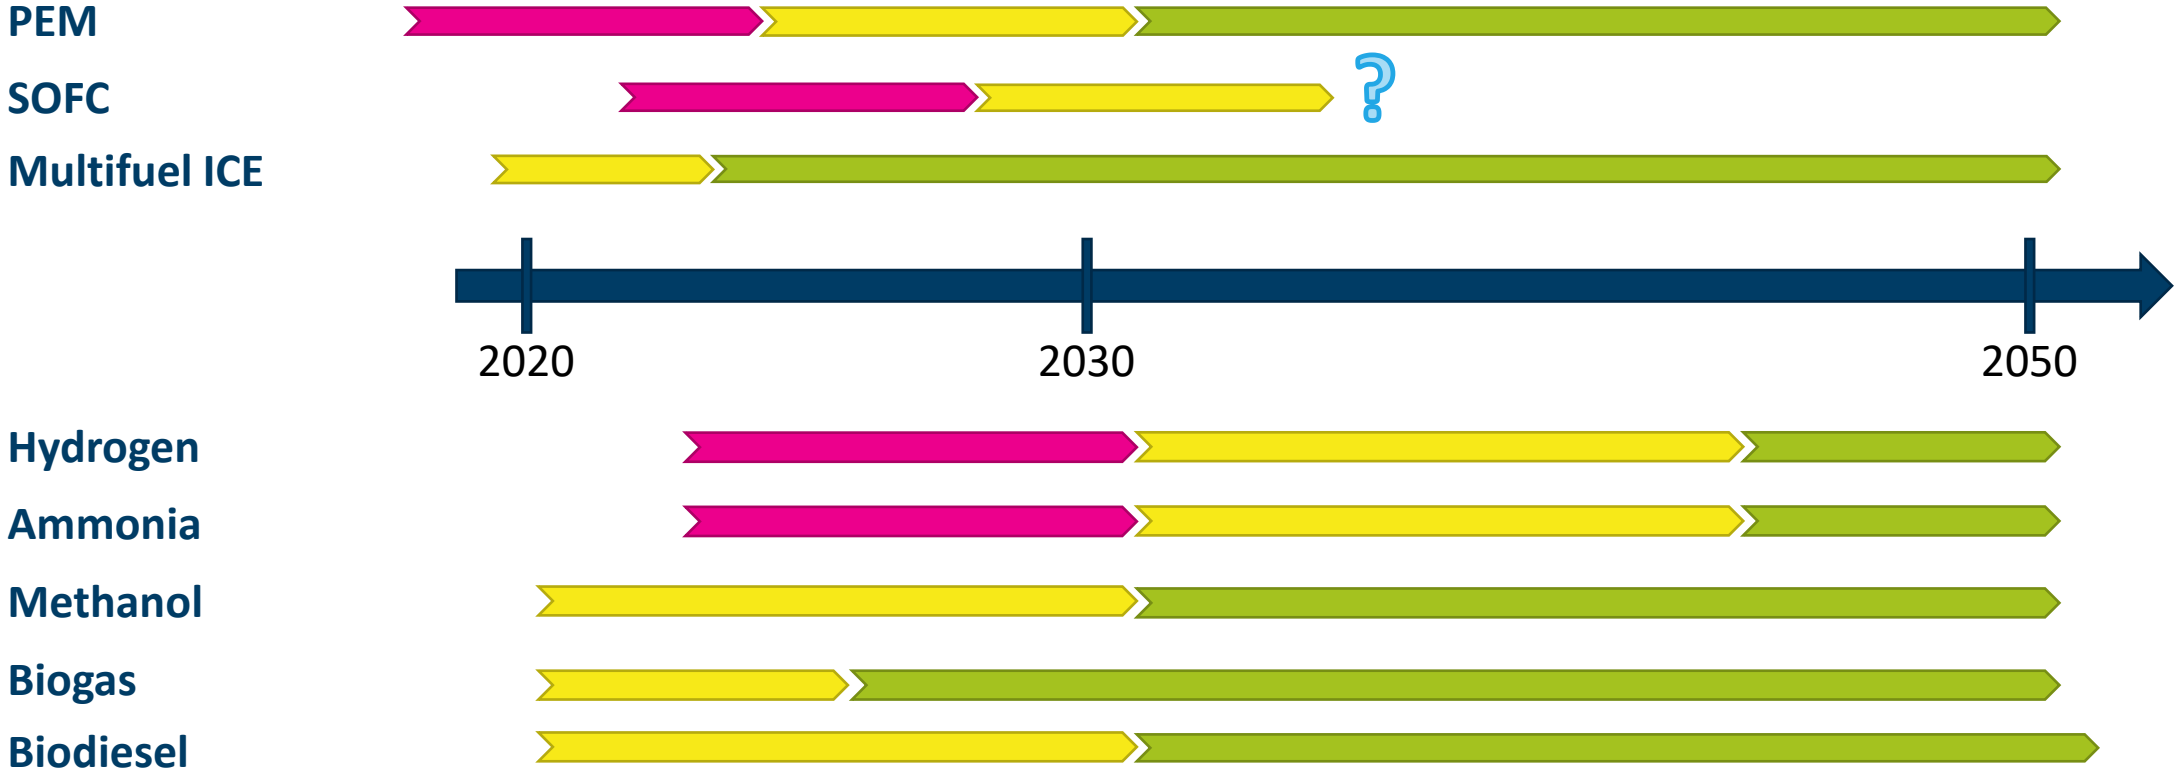 PEM
SOFC
?
Multifuel ICE
2020 2030 2050
Hydrogen
Ammonia
Methanol
Biogas
Biodiesel